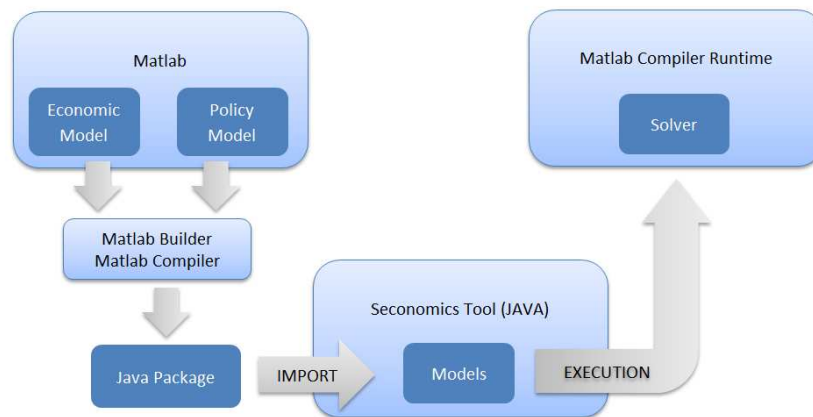 Matlab
Economic
Model
Policy
Model
Matlab Builder
Matlab Compiler
Java Package
IMPORT
Seconomics Tool (JAVA)
Models
EXECUTION
Matlab Compiler Runtime
Solver